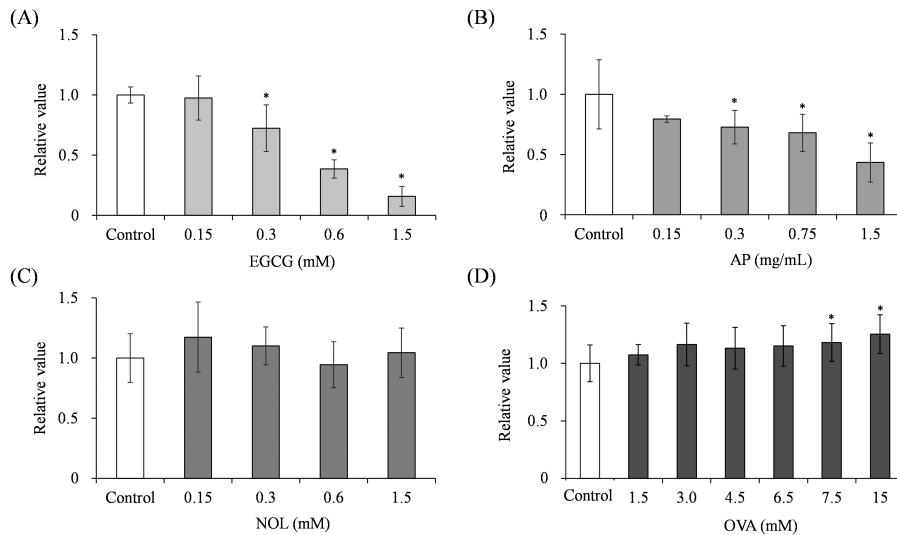 (A)
1.5
1.0
0.5
0
Relative value
*
*
*
Control 0.15 0.3 0.6 1.5
EGCG (mM)
(B)
1.5
1.0
0.5
0
Relative value
*
*
*
Control 0.15 0.3 0.75 1.5
AP (mg/mL)
(C)
1.5
1.0
0.5
0
Relative value
Control 0.15 0.3 0.6 1.5
NOL (mM)
(D)
1.5
1.0
0.5
0
Relative value
*
*
Control 1.5 3.0 4.5 6.5 7.5 15
OVA (mM)